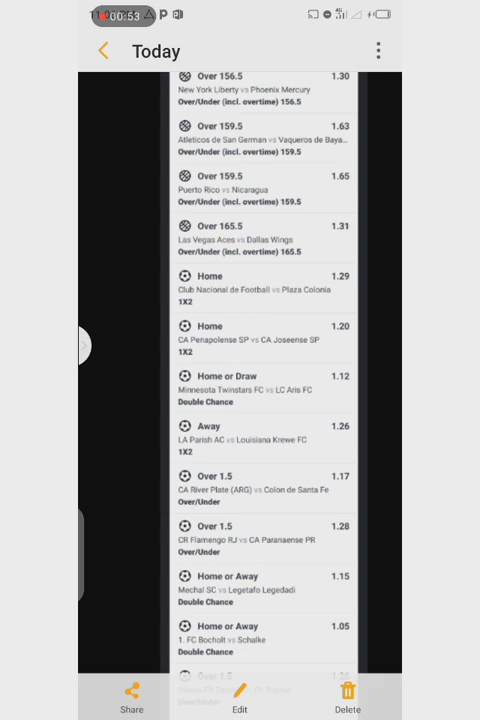 00:53
Today
Over 156.5 1.30
New York Liberty vs Phoenix Mercury
Over/Under (incl. overtime) 156.5
Over 159.5 1.63
Atleticos de San German vs Vaqueros de Baya...
Over/Under (incl. overtime) 159.5
Over 159.5 1.65
Puerto Rico vs Nicaragua
Over/Under (incl. overtime) 159.5
Over 165.5 1.31
Las Vegas Aces vs Dallas Wings
Over/Under (incl. overtime) 165.5
Home 1.29
Club Nacional de Football vs Plaza Colonia
1X2
Home 1.20
CA Penapolense SP vs CA Joseense SP
1X2
Home or Draw 1.12
Minnesota Twinstars FC vs LC Aris FC
Double Chance
Away 1.26
LA Parish AC vs Louisiana Krewe FC
1X2
Over 1.5 1.17
CA River Plate (ARG) vs Colon de Santa Fe
Over/Under
Over 1.5 1.28
CR Flamengo RJ vs CA Paranaense PR
Over/Under
Home or Away 1.15
Mechal SC vs Legetafo Legedadi
Double Chance
Home or Away 1.05
1. FC Bocholt vs Schalke
Double Chance
Over 1.5
Over/Under
Share Edit Delete